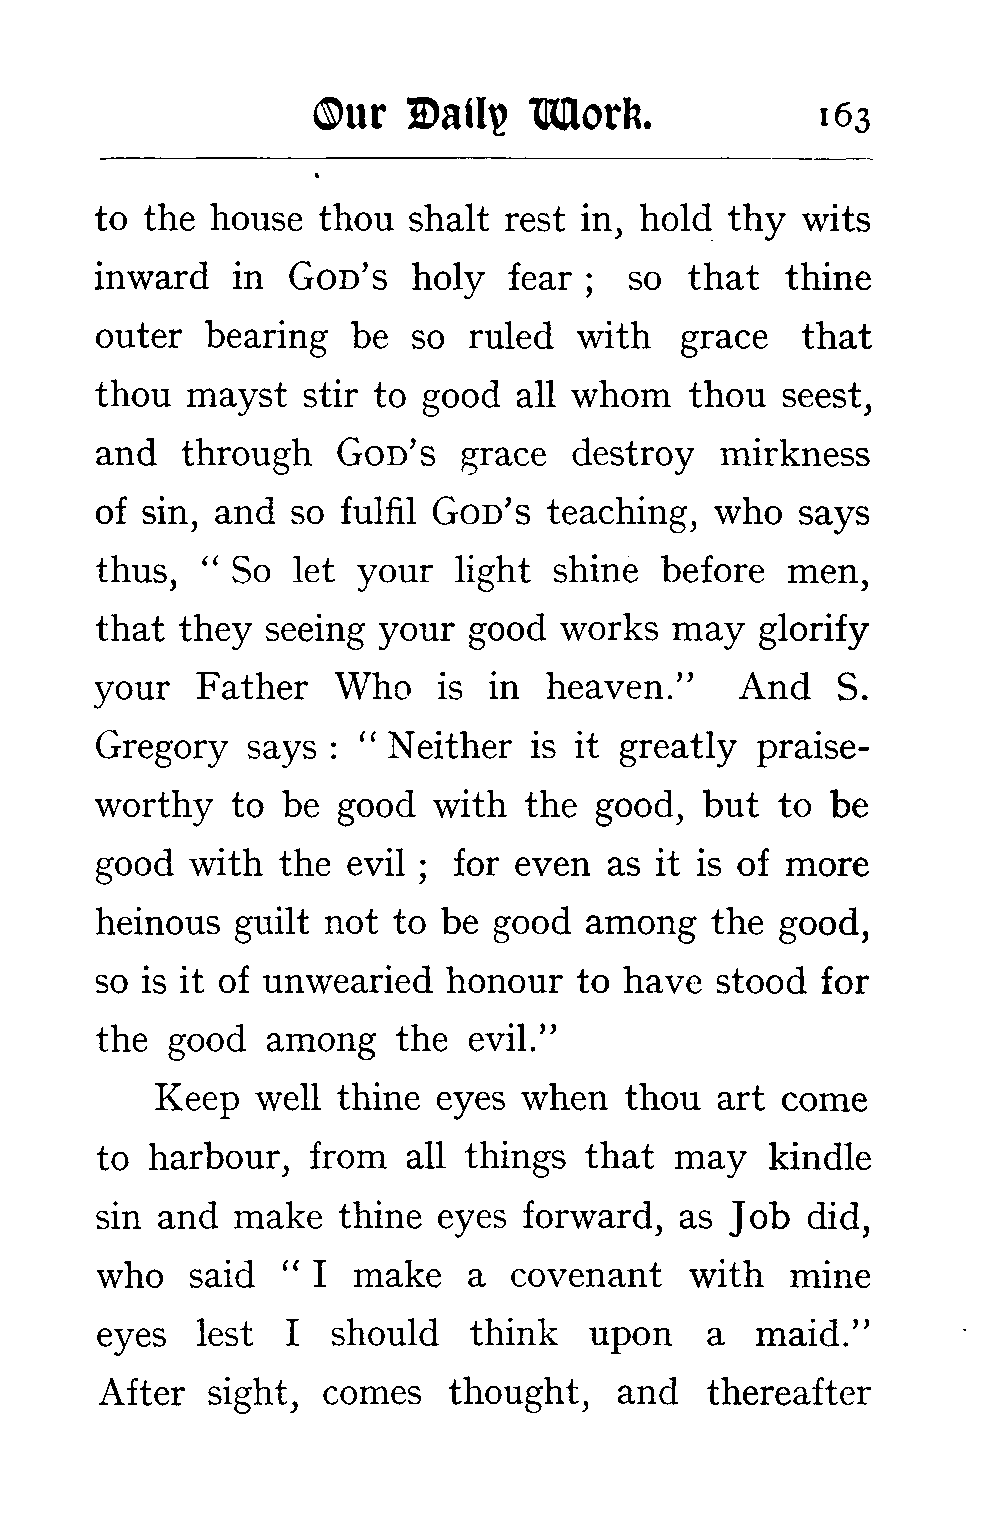 Our Daily Work. 163
to the house thou shalt rest in, hold thy wits
inward in GOD'S holy fear ; so that thine
outer bearing be so ruled with grace that
thou mayst stir to good all whom thou seest,
and through GOD'S grace destroy mirkness
of sin, and so fulfil GOD'S teaching, who says
thus, " So let your light shine before men,
that they seeing your good works may glorify
your Father Who is in heaven." And S.
Gregory says : " Neither is it greatly praise-
worthy to be good with the good, but to be
good with the evil ; for even as it is of more
heinous guilt not to be good among the good,
so is it of unwearied honour to have stood for
the good among the evil."
Keep well thine eyes when thou art come
to harbour, from all things that may kindle
sin and make thine eyes forward, as Job did,
who said " I make a covenant with mine
eyes lest I should think upon a maid."
After sight, comes thought, and thereafter